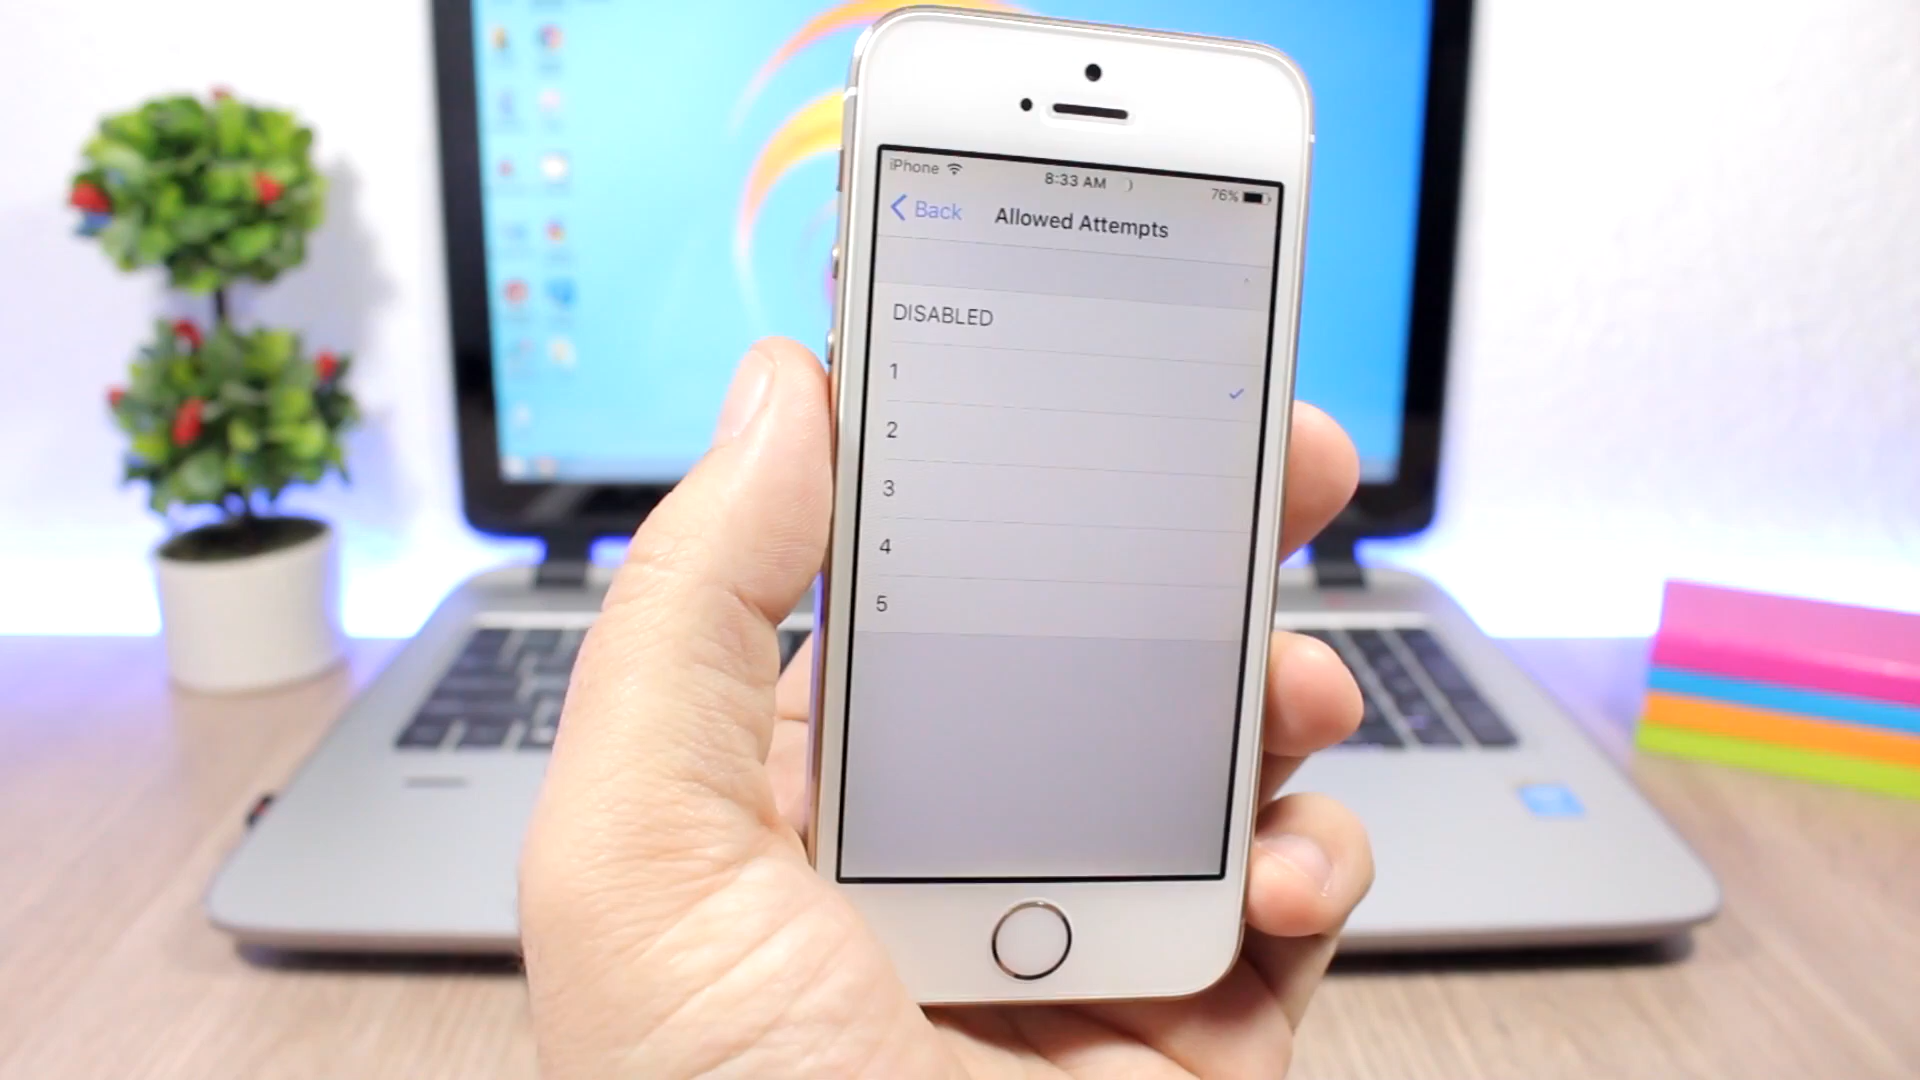 iPhone
8:33 AM
76%
Back
Allowed Attempts
DISABLED
1
2
3
4
5